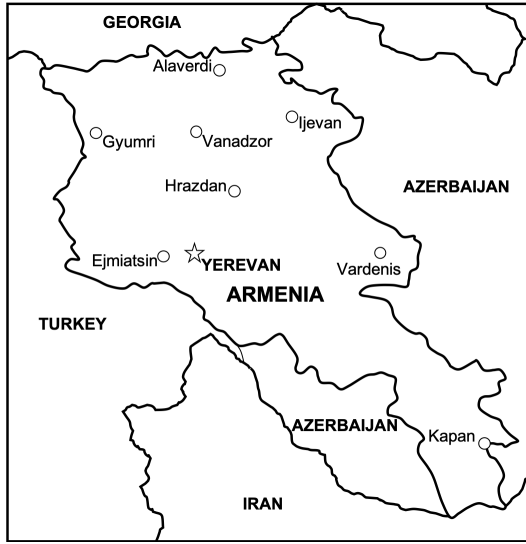 GEORGIA
Alaverdi
Ijevan
Gyumri
Vanadzor
Hrazdan
AZERBAIJAN
Ejmiatsin
YEREVAN
Vardenis
ARMENIA
TURKEY
AZERBAIJAN
Kapan
IRAN